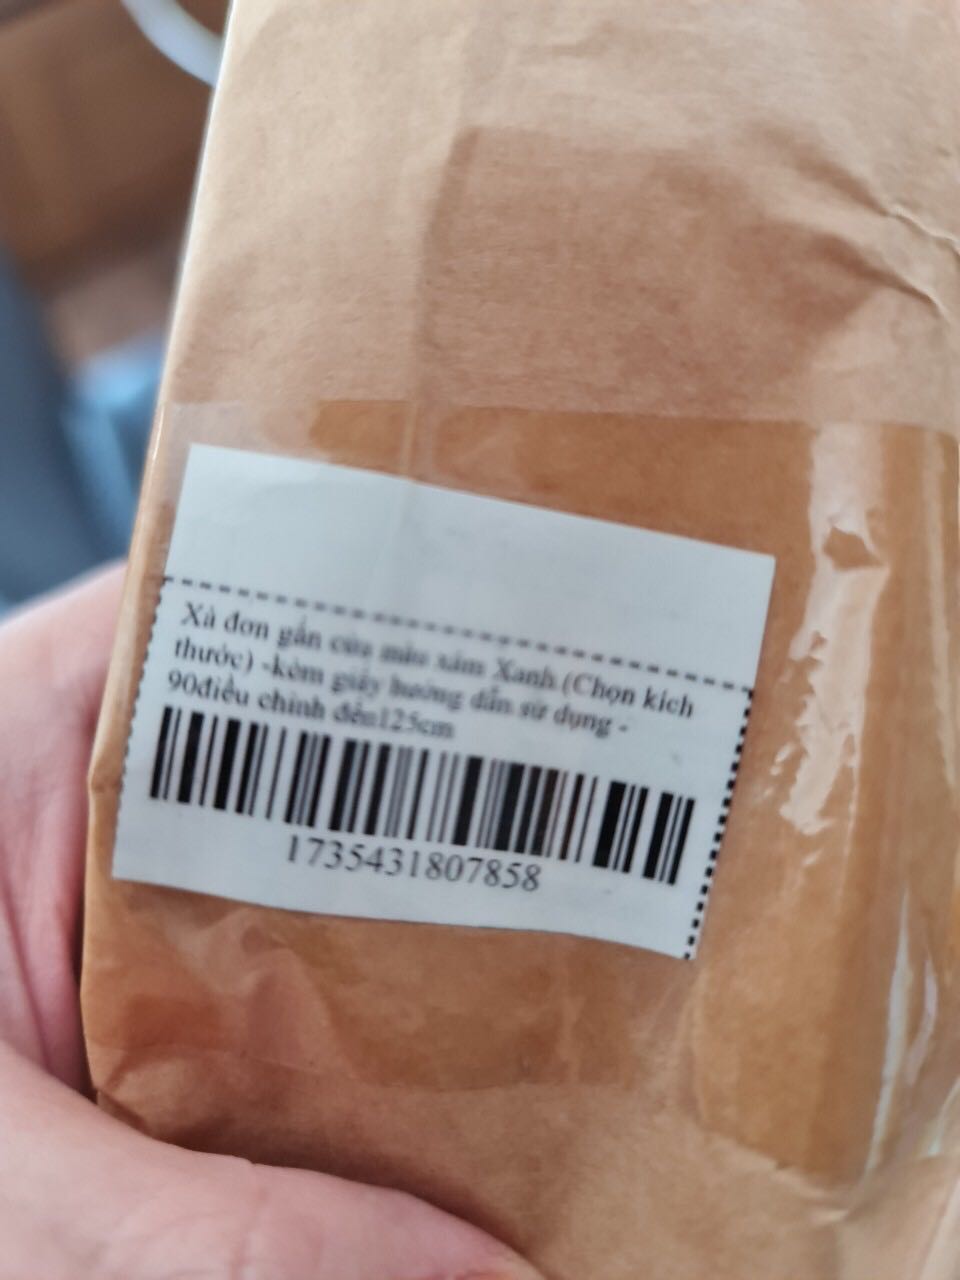 Xà đơn gắn cửa màu xám Xanh (Chọn kích
thước) -kèm giấy hướng dẫn sử dụng -
90điều chỉnh đến125cm
1735431807858